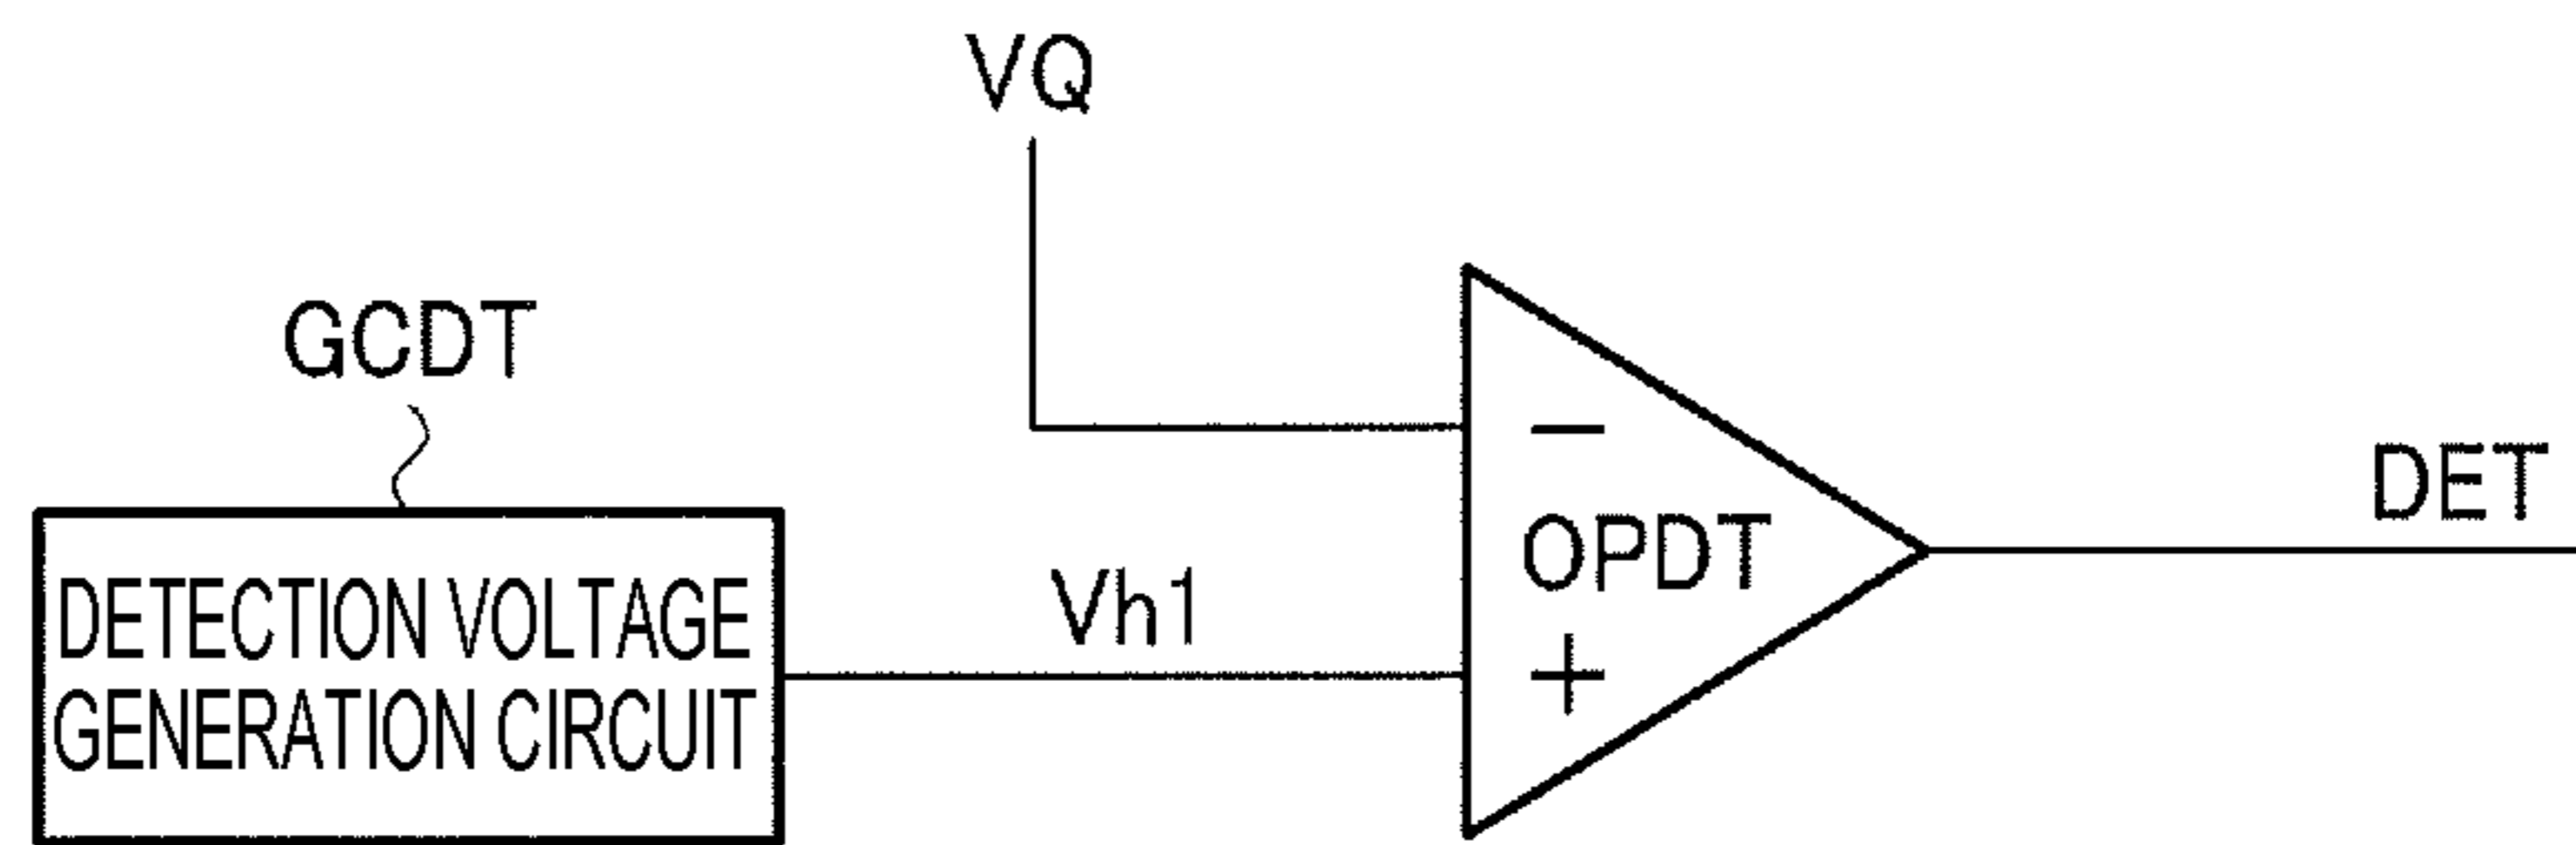 VQ
GCDT
DETECTION VOLTAGE
GENERATION CIRCUIT
Vh1
−
OPDT
+
DET